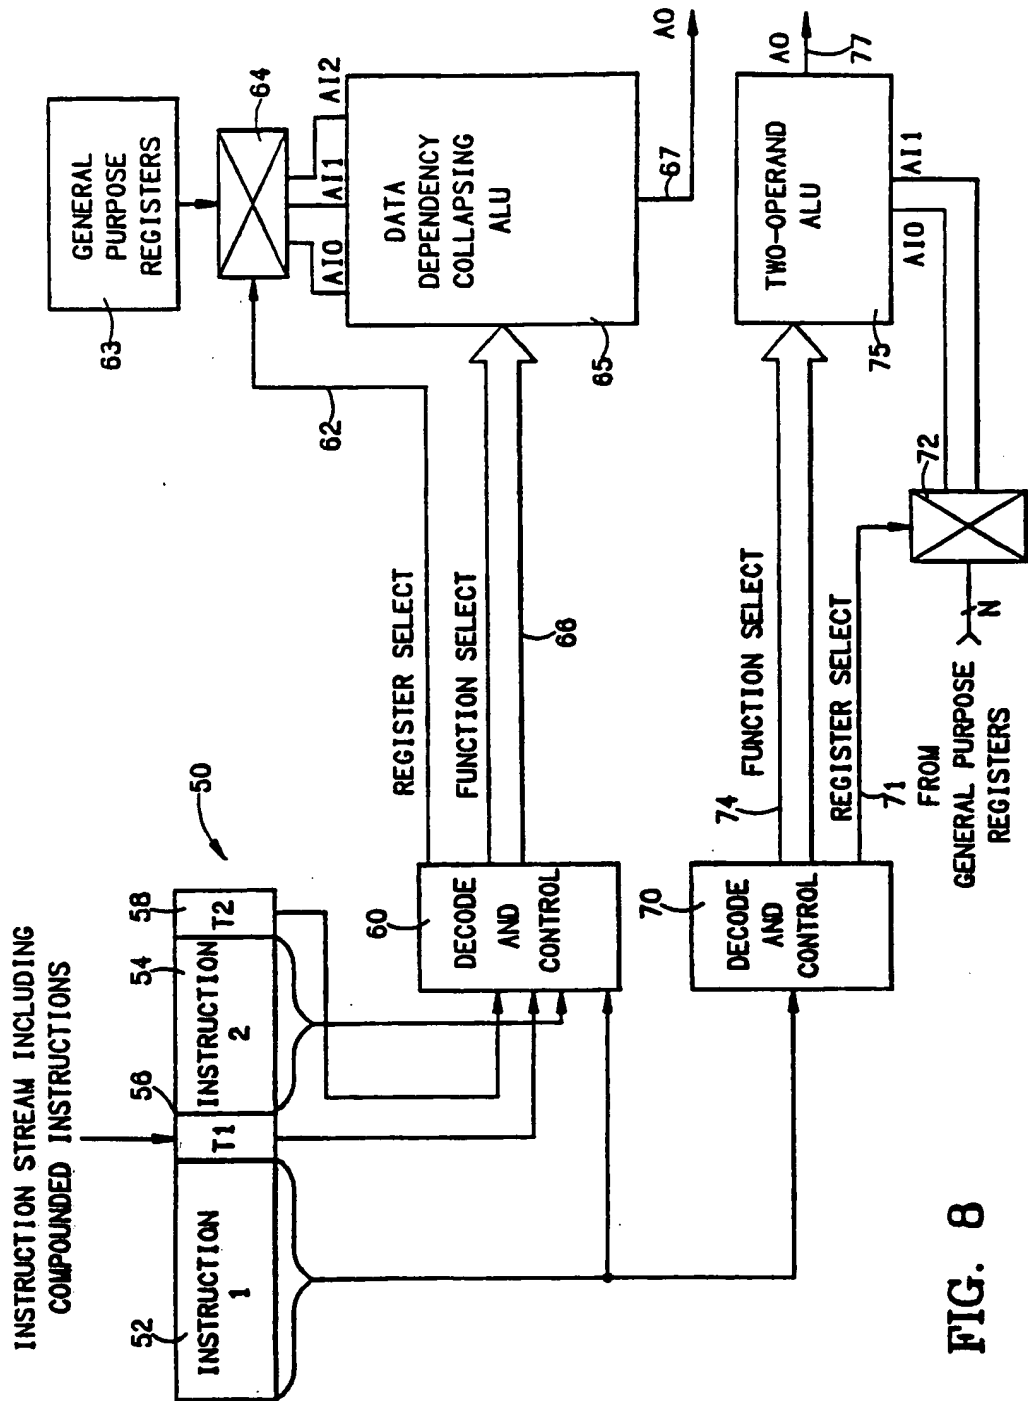 INSTRUCTION STREAM INCLUDING
COMPOUNDED INSTRUCTIONS
50
52
INSTRUCTION
1
56
T1
54
INSTRUCTION
2
58
T2
60
DECODE
AND
CONTROL
REGISTER SELECT
62
FUNCTION SELECT
66
63
GENERAL
PURPOSE
REGISTERS
64
AI0
AI1
AI2
DATA
DEPENDENCY
COLLAPSING
ALU
65
67
AO
70
DECODE
AND
CONTROL
74
FUNCTION SELECT
REGISTER SELECT
71
FROM
GENERAL PURPOSE
REGISTERS
N
72
TWO-OPERAND
ALU
75
AI0
AI1
AO
77
FIG. 8